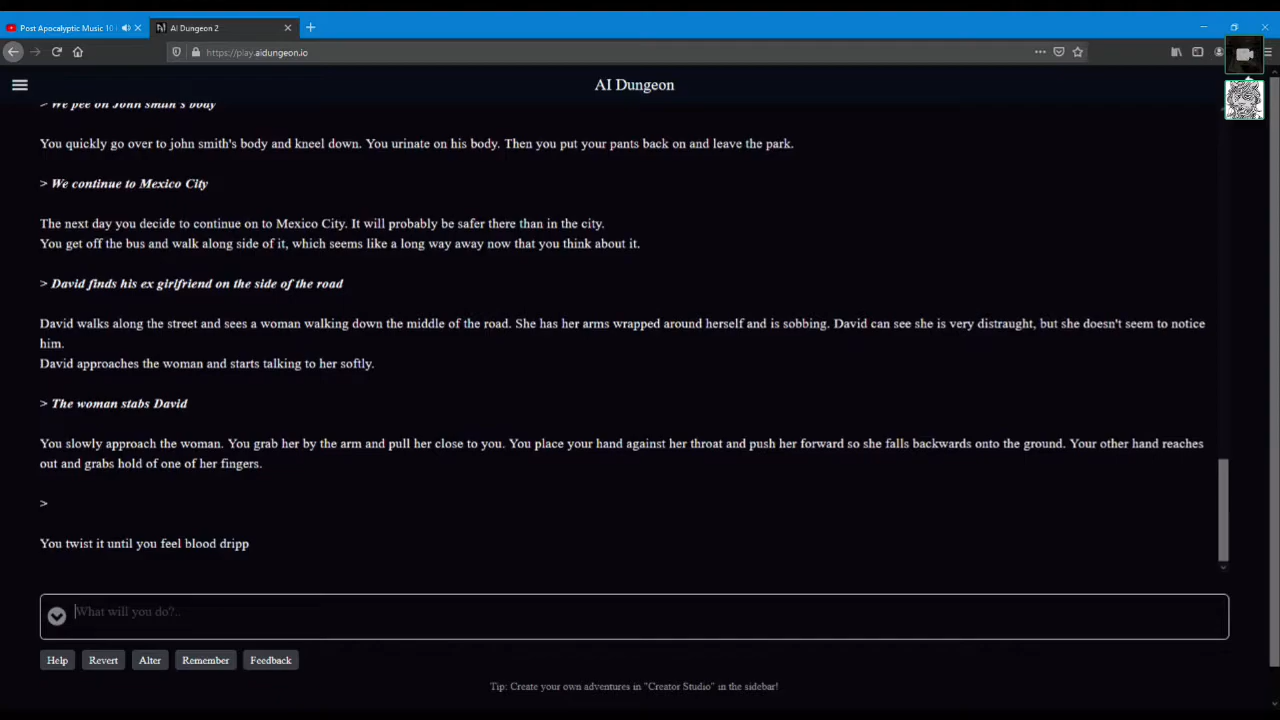 Post Apocalyptic Music 10
AI Dungeon 2
https://play.aidungeon.io
AI Dungeon
> We pee on John smith's body
You quickly go over to john smith's body and kneel down. You urinate on his body. Then you put your pants back on and leave the park.
> We continue to Mexico City
The next day you decide to continue on to Mexico City. It will probably be safer there than in the city.
You get off the bus and walk along side of it, which seems like a long way away now that you think about it.
> David finds his ex girlfriend on the side of the road
David walks along the street and sees a woman walking down the middle of the road. She has her arms wrapped around herself and is sobbing. David can see she is very distraught, but she doesn't seem to notice
him.
David approaches the woman and starts talking to her softly.
> The woman stabs David
You slowly approach the woman. You grab her by the arm and pull her close to you. You place your hand against her throat and push her forward so she falls backwards onto the ground. Your other hand reaches
out and grabs hold of one of her fingers.
>
You twist it until you feel blood dripp
What will you do?..
Help Revert Alter Remember Feedback
Tip: Create your own adventures in "Creator Studio" in the sidebar!